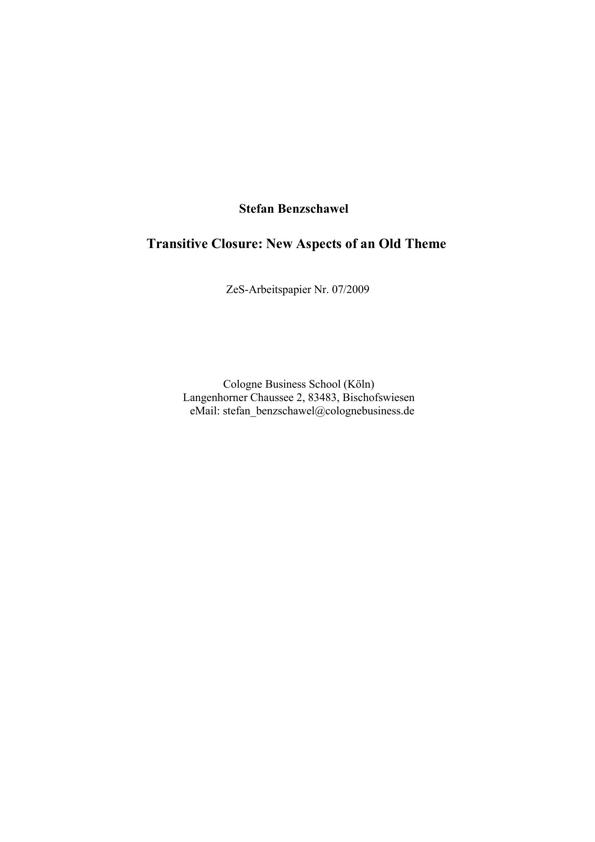 Stefan Benzschawel
Transitive Closure: New Aspects of an Old Theme
ZeS-Arbeitspapier Nr. 07/2009
Cologne Business School (Köln)
Langenhorner Chaussee 2, 83483, Bischofswiesen
eMail: stefan_benzschawel@colognebusiness.de